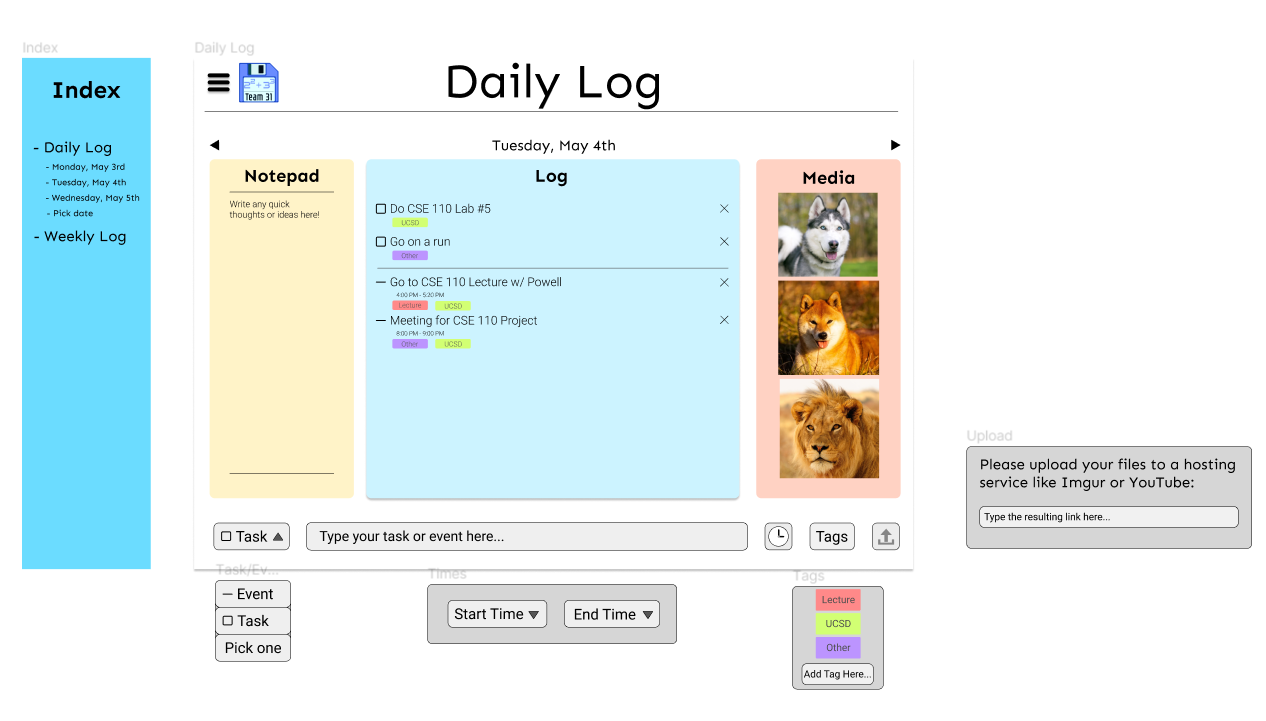 Index
Index
- Daily Log
- Monday, May 3rd
- Tuesday, May 4th
- Wednesday, May 5th
- Pick date
- Weekly Log
Daily Log
Team 31
Daily Log
Tuesday, May 4th
Notepad
Write any quick
thoughts or ideas here!
Log
Do CSE 110 Lab #5
UCSD
Go on a run
Other
Go to CSE 110 Lecture w/ Powell
4:00 PM - 5:20 PM
Lecture UCSD
Meeting for CSE 110 Project
8:00 PM - 9:00 PM
Other UCSD
Media
Task
Type your task or event here...
Tags
Task/Ev...
Event
Task
Pick one
Times
Start Time
End Time
Tags
Lecture
UCSD
Other
Add Tag Here...
Upload
Please upload your files to a hosting
service like Imgur or YouTube:
Type the resulting link here...